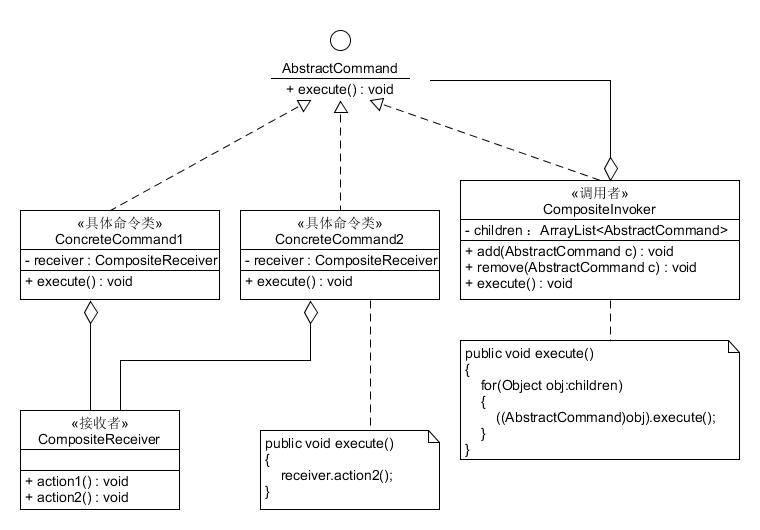 AbstractCommand
+ execute() : void
«具体命令类»
ConcreteCommand1
- receiver : CompositeReceiver
+ execute() : void
«具体命令类»
ConcreteCommand2
- receiver : CompositeReceiver
+ execute() : void
«调用者»
CompositeInvoker
- children : ArrayList<AbstractCommand>
+ add(AbstractCommand c) : void
+ remove(AbstractCommand c) : void
+ execute() : void
«接收者»
CompositeReceiver
+ action1() : void
+ action2() : void
public void execute()
{
receiver.action2();
}
public void execute()
{
for(Object obj:children)
{
((AbstractCommand)obj).execute();
}
}